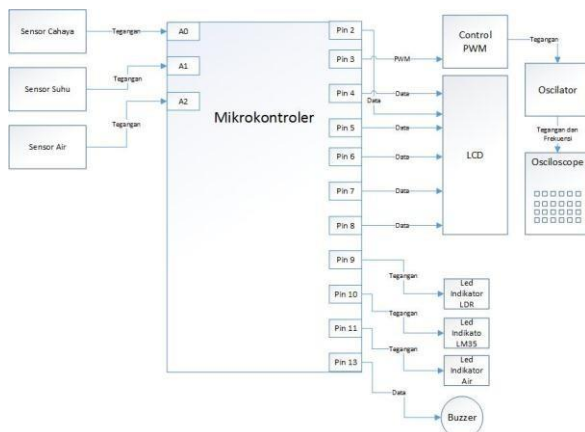 Sensor Cahaya
Tegangan
A0
Sensor Suhu
Tegangan
A1
Sensor Air
Tegangan
A2
Mikrokontroler
Pin 2
Pin 3
Pin 4
Pin 5
Pin 6
Pin 7
Pin 8
Pin 9
Pin 10
Pin 11
Pin 13
PWM
Data
Data
Data
Data
Data
Data
Control
PWM
Tegangan
Oscilator
Tegangan dan
Frekuensi
Osciloscope
LCD
Tegangan
Led
Indikator
LDR
Tegangan
Led
Indikato
LM35
Tegangan
Led
Indikator
Air
Data
Buzzer